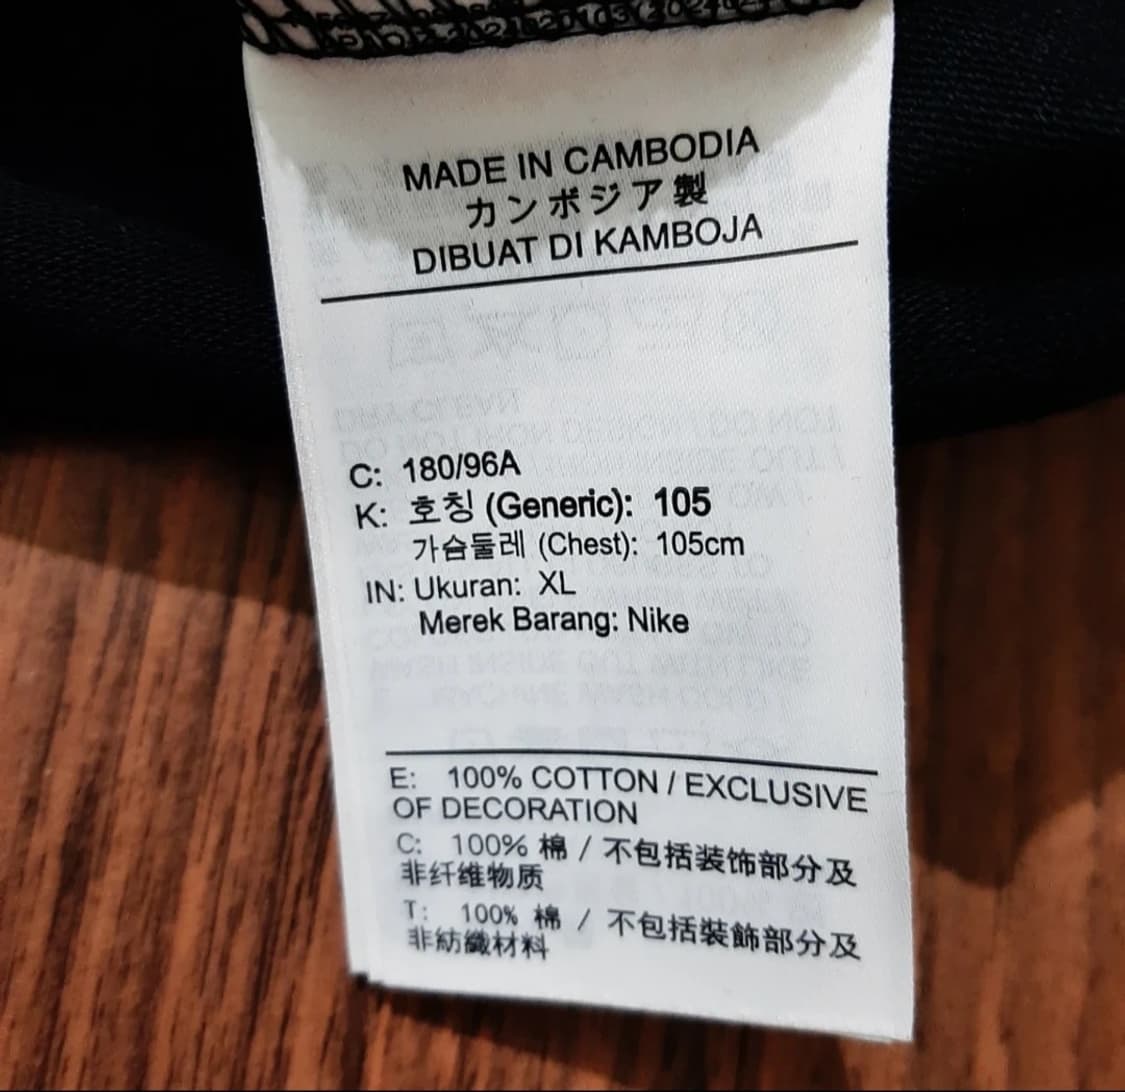 MADE IN CAMBODIA
カンボジア製
DIBUAT DI KAMBOJA
C: 180/96A
K: 호칭 (Generic): 105
가슴둘레 (Chest): 105cm
IN: Ukuran: XL
Merek Barang: Nike
E: 100% COTTON / EXCLUSIVE
OF DECORATION
C: 100% 棉 / 不包括装饰部分及
非纤维物质
T: 100% 棉 / 不包括裝飾部分及
非紡織材料